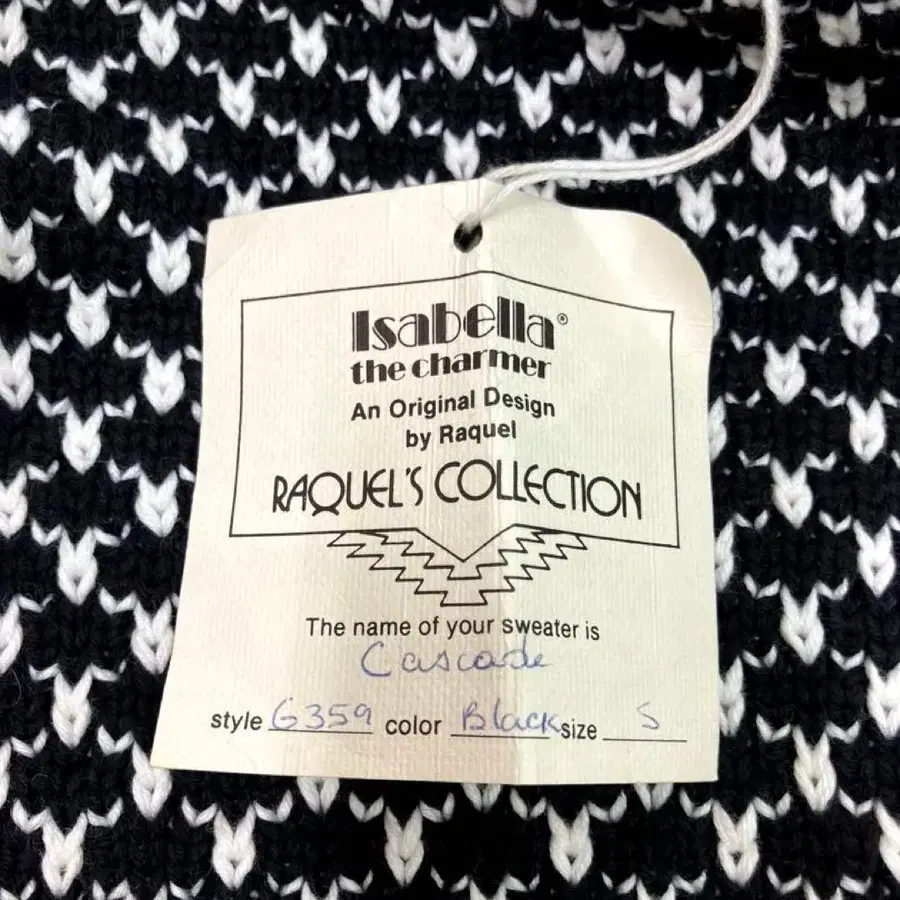 Isabella®
the charmer
An Original Design
by Raquel
RAQUEL'S COLLECTION
The name of your sweater is
Cascade
style 6359 color Black size S